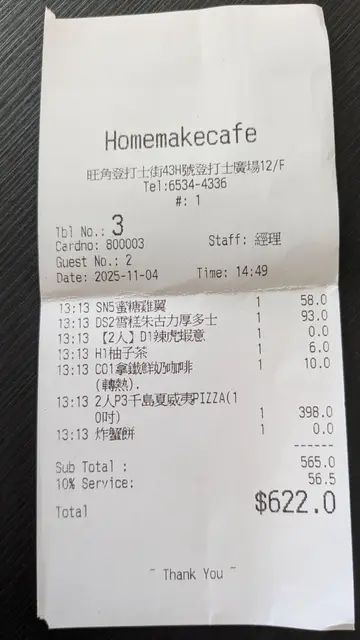 Homemakecafe
旺角登打士街43H號登打士廣場12/F
Tel:6534-4336
#: 1
Tbl No.: 3
Cardno: 800003 Staff: 經理
Guest No.: 2
Date: 2025-11-04 Time: 14:49
13:13 SN5蜜糖雞翼 1 58.0
13:13 DS2雪糕朱古力厚多士 1 93.0
13:13 【2人】D1辣虎蝦意 1 0.0
13:13 H1柚子茶 1 6.0
13:13 CO1拿鐵鮮奶咖啡 1 10.0
(轉熱).
13:13 2人P3千島夏威夷PIZZA(1
0吋) 1 398.0
13:13 炸蟹餅 1 0.0
------
Sub Total : 565.0
10% Service: 56.5
Total $622.0
~ Thank You ~